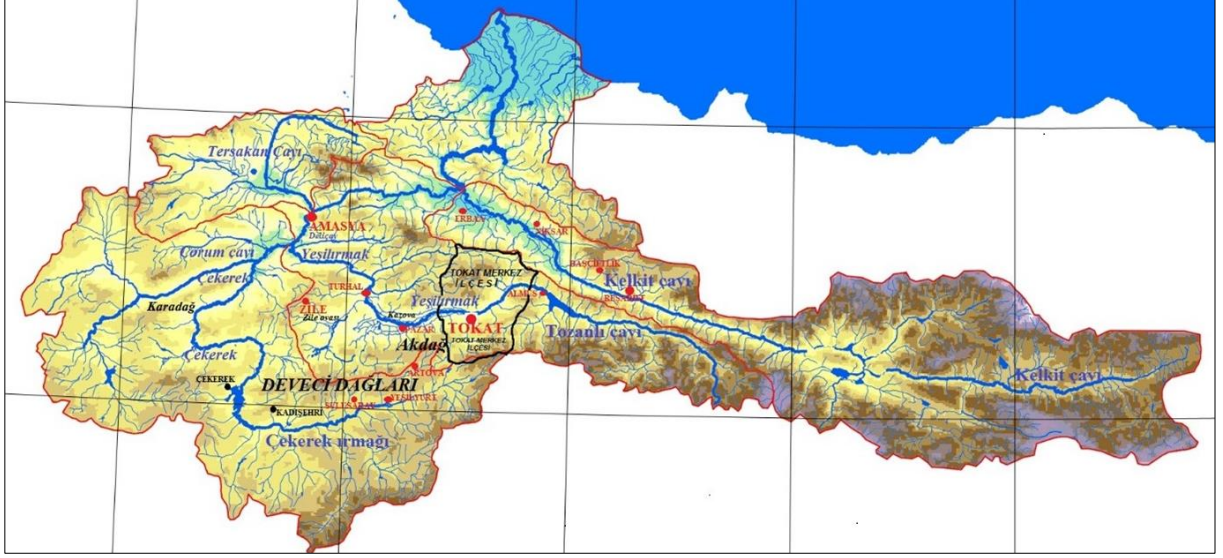 Tersakan Çayı
AMASYA
Deliçay
ERBAA
NİKSAR
Çorum çayı
Yeşilırmak
Çekerek
BAŞÇİFTLİK
TOKAT MERKEZ
İLÇESİ
Kelkit çayı
TURHAL
ALMUS
REŞADİYE
Karadağ
ZİLE
Zile ovası
Yeşilırmak
Kazova
PAZAR
TOKAT
Tozanlı çayı
Akdağ
TOKAT-MERKEZ
İLÇESİ
Çekerek
ARTOVA
Kelkit çayı
ÇEKEREK
DEVECİ DAGLARI
SULUSARAY
YEŞİLYURT
KADIŞEHRİ
Çekerek ırmağı